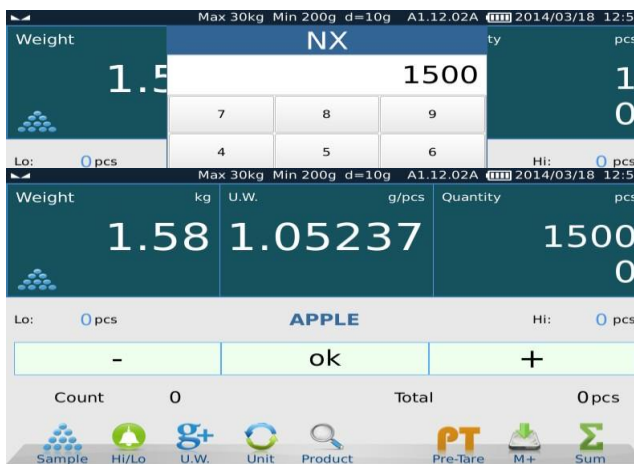 Max 30kg Min 200g d=10g A1.12.02A 2014/03/18 12:5
Weight NX ty pcs
1.5 1500 1
7 8 9 0
Lo: 0 pcs 4 5 6 Hi: 0 pcs
Max 30kg Min 200g d=10g A1.12.02A 2014/03/18 12:5
Weight kg U.W. g/pcs Quantity pcs
1.58 1.05237 1500
0
Lo: 0 pcs APPLE Hi: 0 pcs
- ok +
Count 0 Total 0pcs
g+ PT Σ
Sample Hi/Lo U.W. Unit Product Pre-Tare M+ Sum